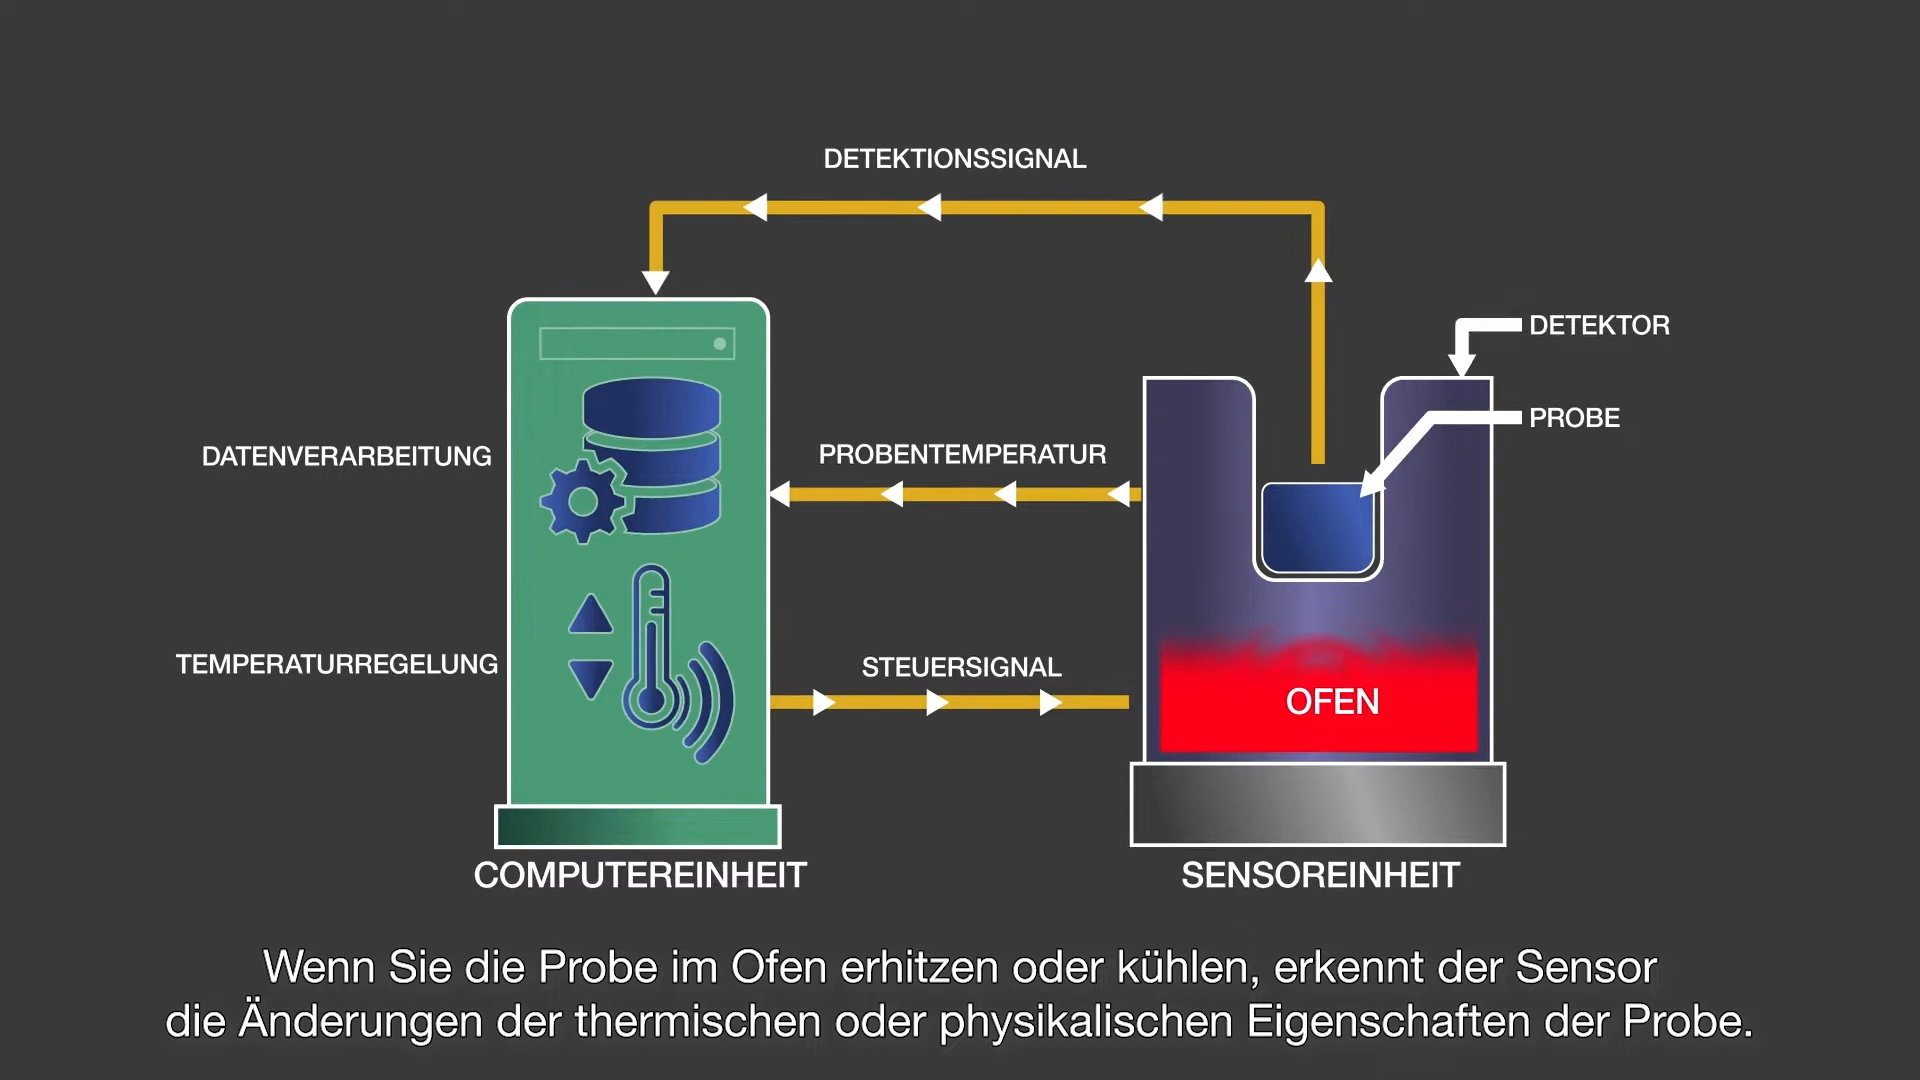 DETEKTIONSSIGNAL
DETEKTOR
PROBE
DATENVERARBEITUNG
PROBENTEMPERATUR
TEMPERATURREGELUNG
STEUERSIGNAL
OFEN
COMPUTEREINHEIT
SENSOREINHEIT
Wenn Sie die Probe im Ofen erhitzen oder kühlen, erkennt der Sensor
die Änderungen der thermischen oder physikalischen Eigenschaften der Probe.